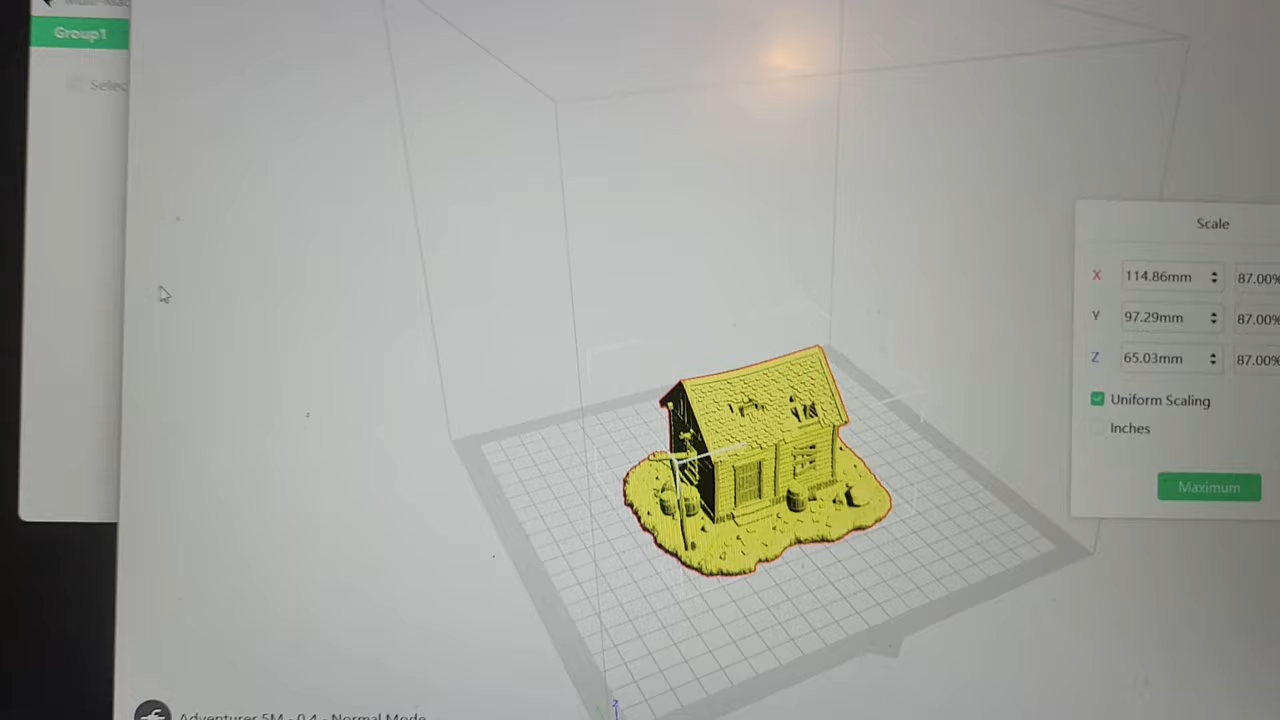 Group1
Selec
Scale
X 114.86mm 87.00%
Y 97.29mm 87.00%
Z 65.03mm 87.00%
Uniform Scaling
Inches
Maximum
Adventurer 5M - 0.4 - Normal Mode
z